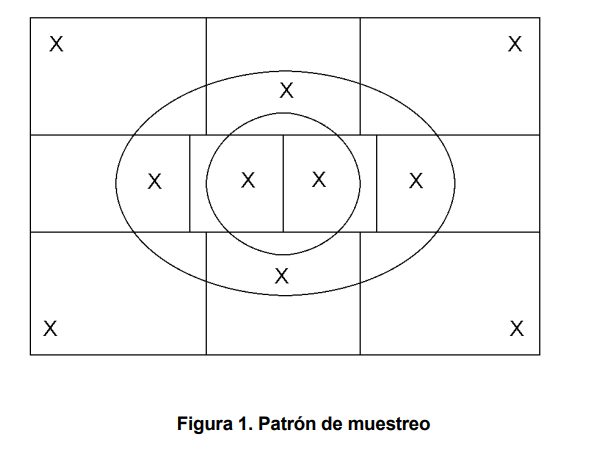 X X
X
X X X X
X
X X
Figura 1. Patrón de muestreo